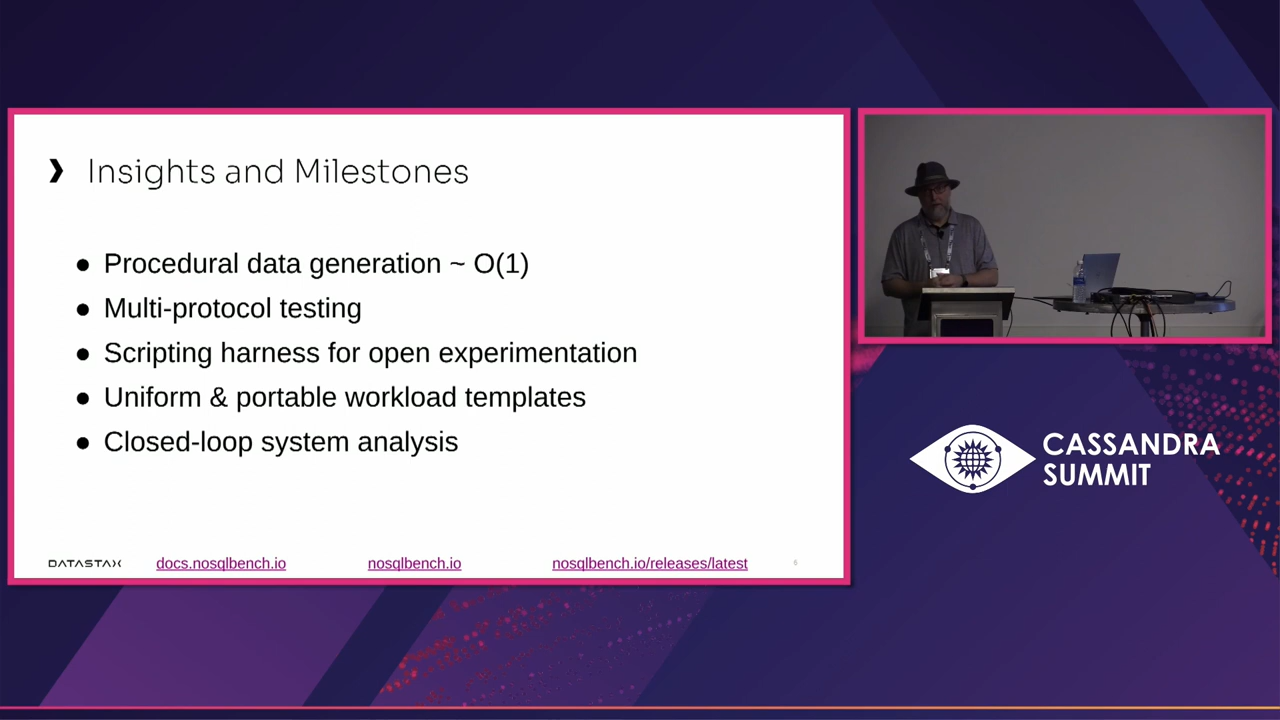 ❯ Insights and Milestones
● Procedural data generation ~ O(1)
● Multi-protocol testing
● Scripting harness for open experimentation
● Uniform & portable workload templates
● Closed-loop system analysis
DATASTAX docs.nosqlbench.io nosqlbench.io nosqlbench.io/releases/latest 6
CASSANDRA
SUMMIT